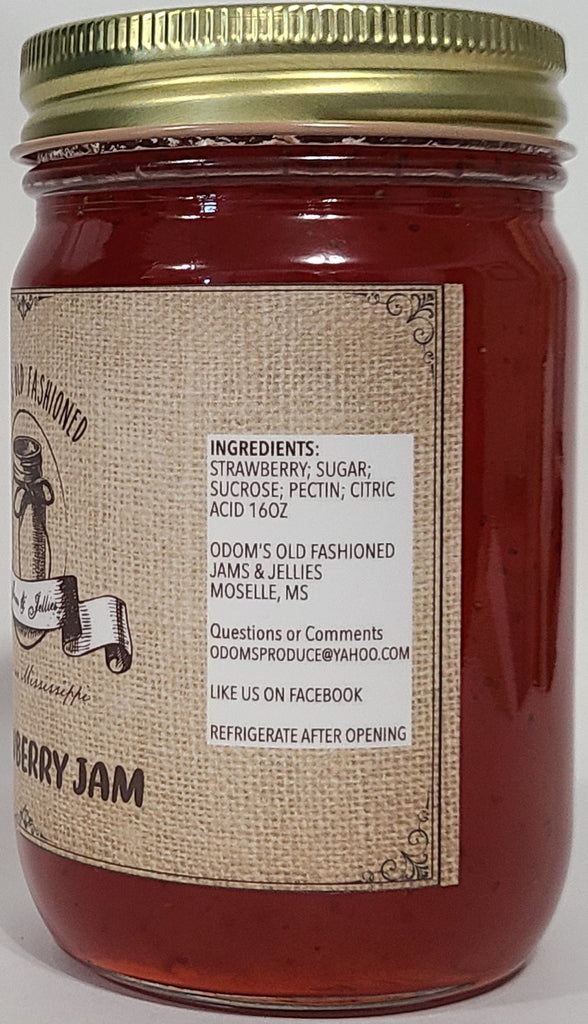 OLD FASHIONED
& Jellies
Mississippi
BERRY JAM
INGREDIENTS:
STRAWBERRY; SUGAR;
SUCROSE; PECTIN; CITRIC
ACID 16OZ
ODOM'S OLD FASHIONED
JAMS & JELLIES
MOSELLE, MS
Questions or Comments
ODOMSPRODUCE@YAHOO.COM
LIKE US ON FACEBOOK
REFRIGERATE AFTER OPENING